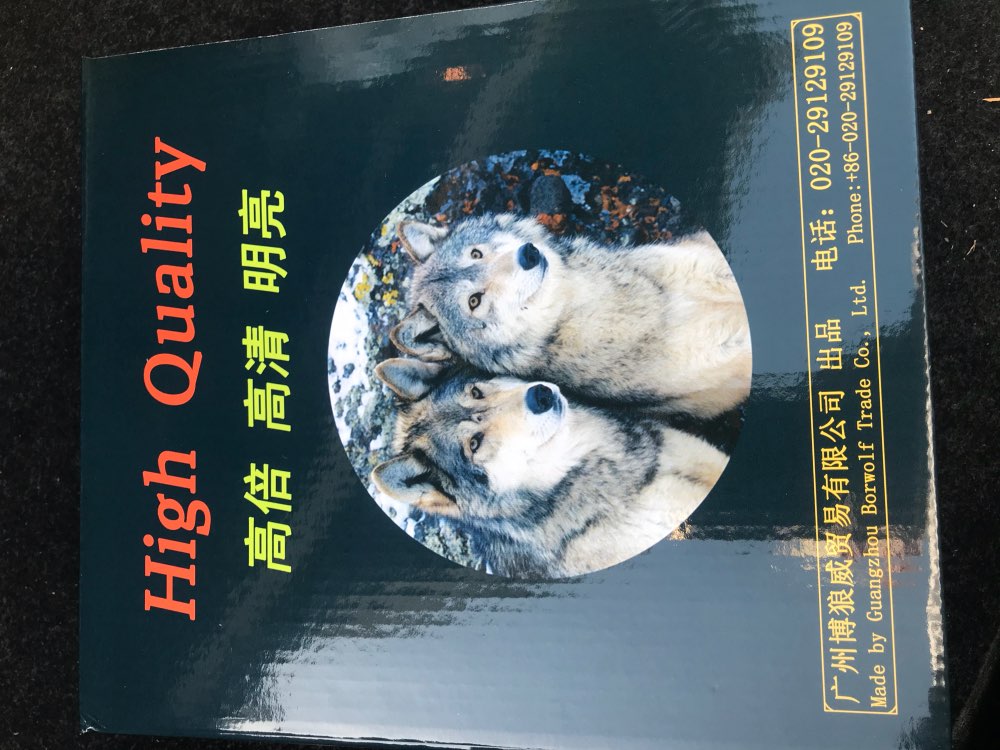 High Quality
高倍 高清 明亮
广州博狼威贸易有限公司 出品 电话: 020-29129109
Made by Guangzhou Borwolf Trade Co., Ltd. Phone:+86-020-29129109